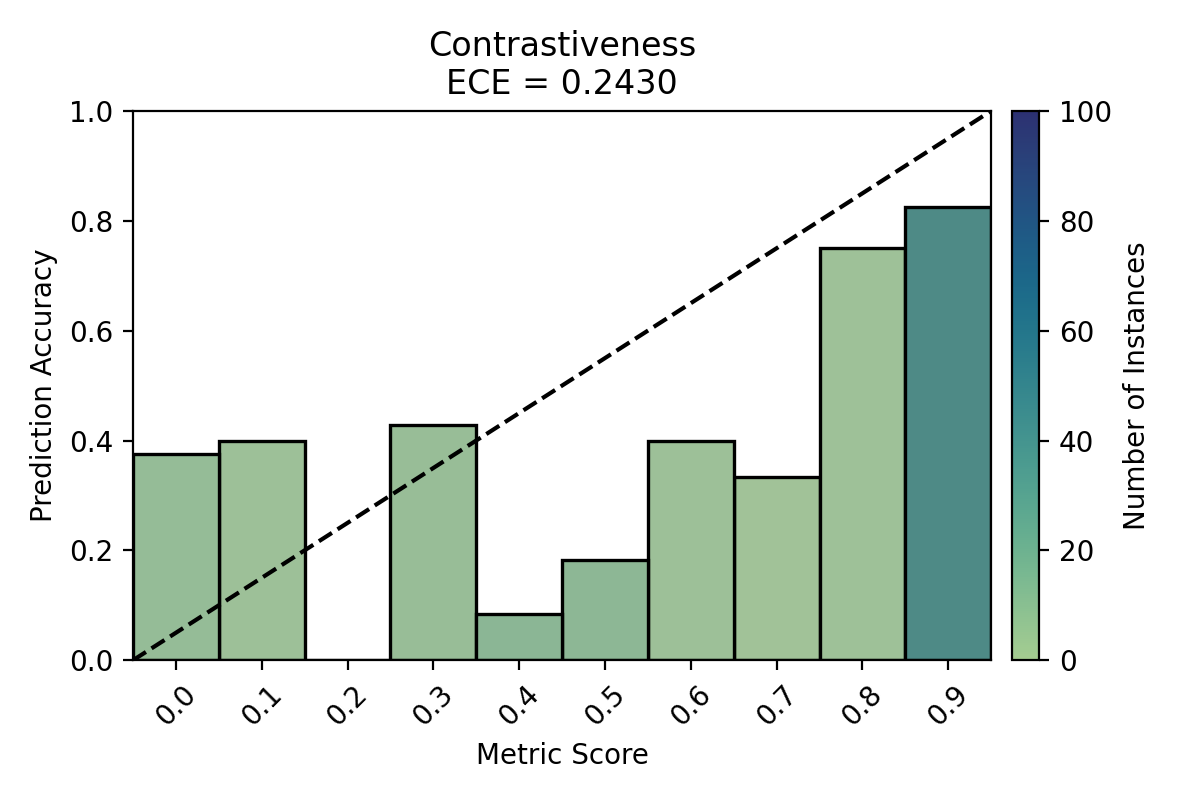 Contrastiveness
ECE = 0.2430
Prediction Accuracy
1.0
0.8
0.6
0.4
0.2
0.0
0.0 0.1 0.2 0.3 0.4 0.5 0.6 0.7 0.8 0.9
Metric Score
100
80
60
40
20
0
Number of Instances